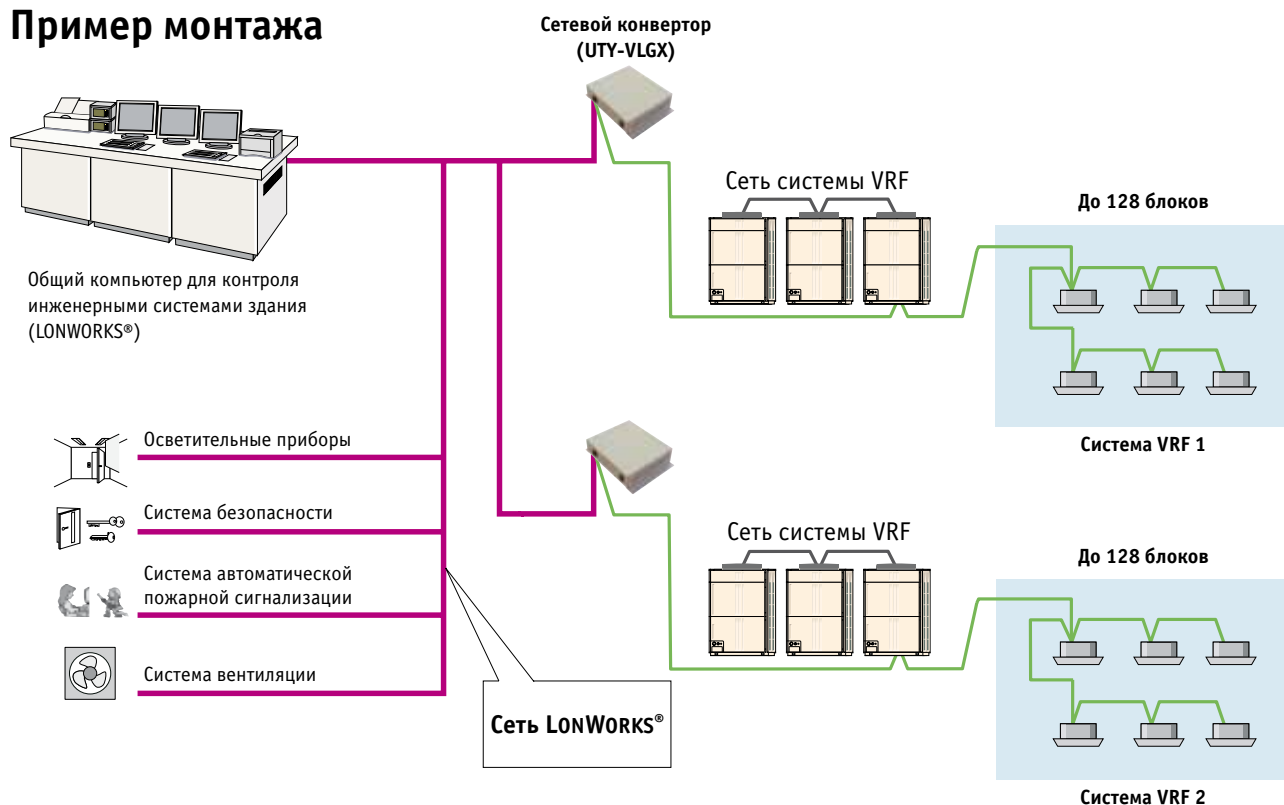 Пример монтажа
Сетевой конвертор
(UTY-VLGX)
Общий компьютер для контроля
инженерными системами здания
(LONWORKS®)
Сеть системы VRF
До 128 блоков
Система VRF 1
Осветительные приборы
Система безопасности
Система автоматической
пожарной сигнализации
Система вентиляции
Сеть LONWORKS®
Сеть системы VRF
До 128 блоков
Система VRF 2